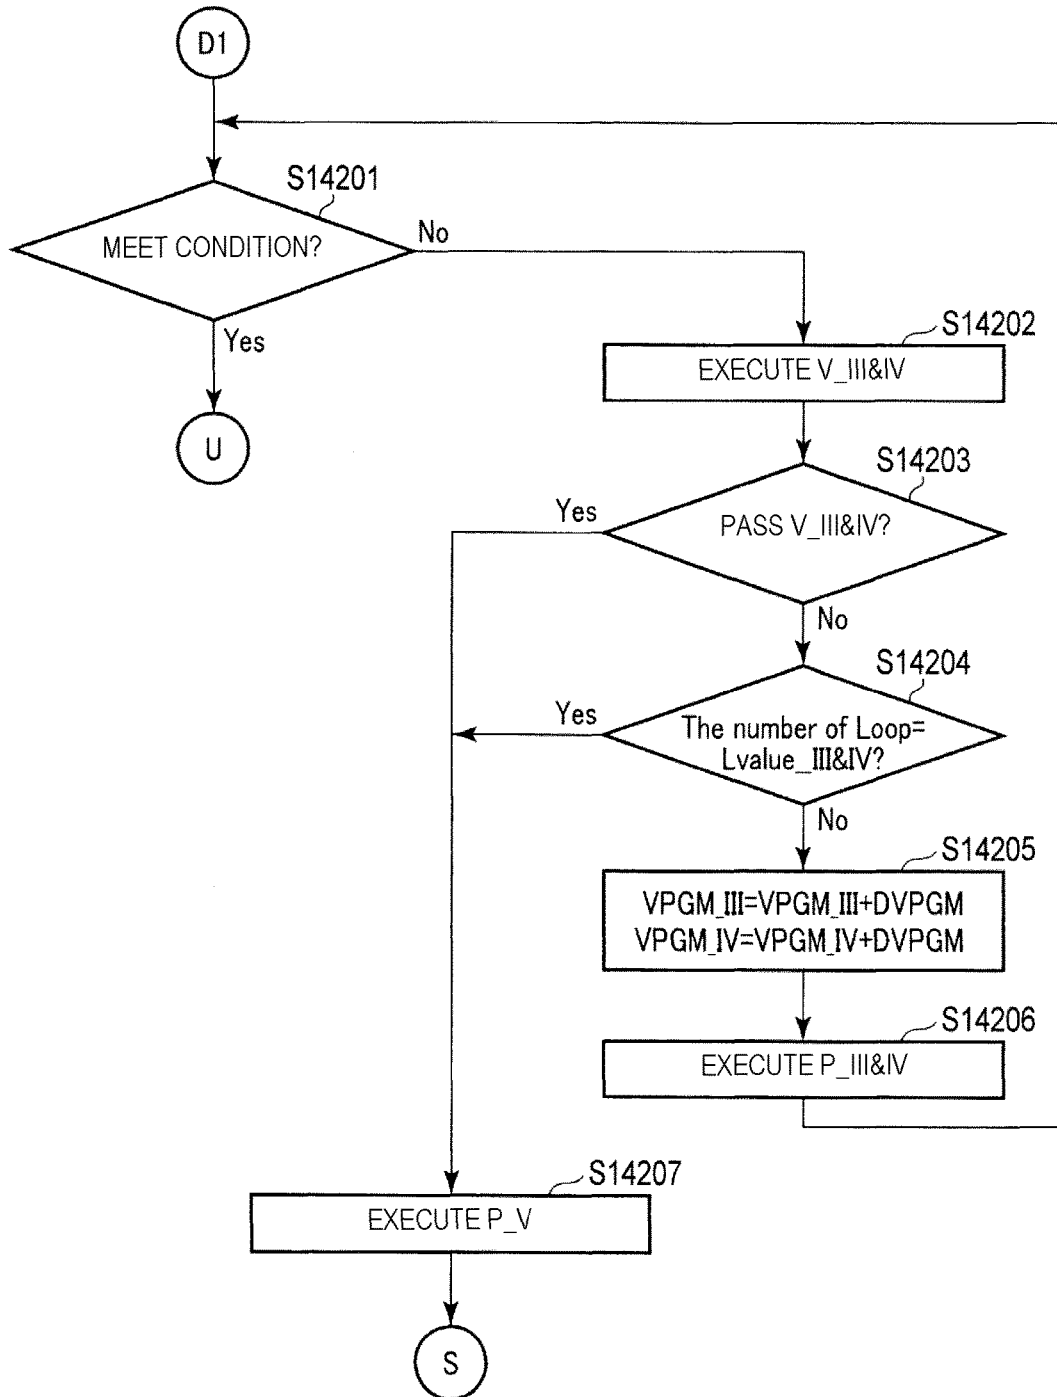 D1
S14201
MEET CONDITION?
No
Yes
U
S14202
EXECUTE V_III&IV
S14203
Yes
PASS V_III&IV?
No
S14204
Yes
The number of Loop=
Lvalue_III&IV?
No
S14205
VPGM_III=VPGM_III+DVPGM
VPGM_IV=VPGM_IV+DVPGM
S14206
EXECUTE P_III&IV
S14207
EXECUTE P_V
S